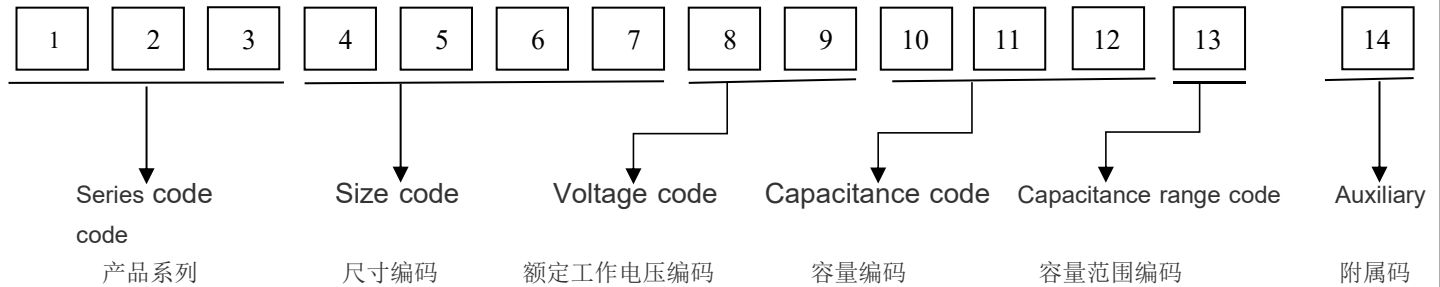 1 2 3 4 5 6 7 8 9 10 11 12 13 14
Series code Size code Voltage code Capacitance code Capacitance range code Auxiliary
code
产品系列 尺寸编码 额定工作电压编码 容量编码 容量范围编码 附属码